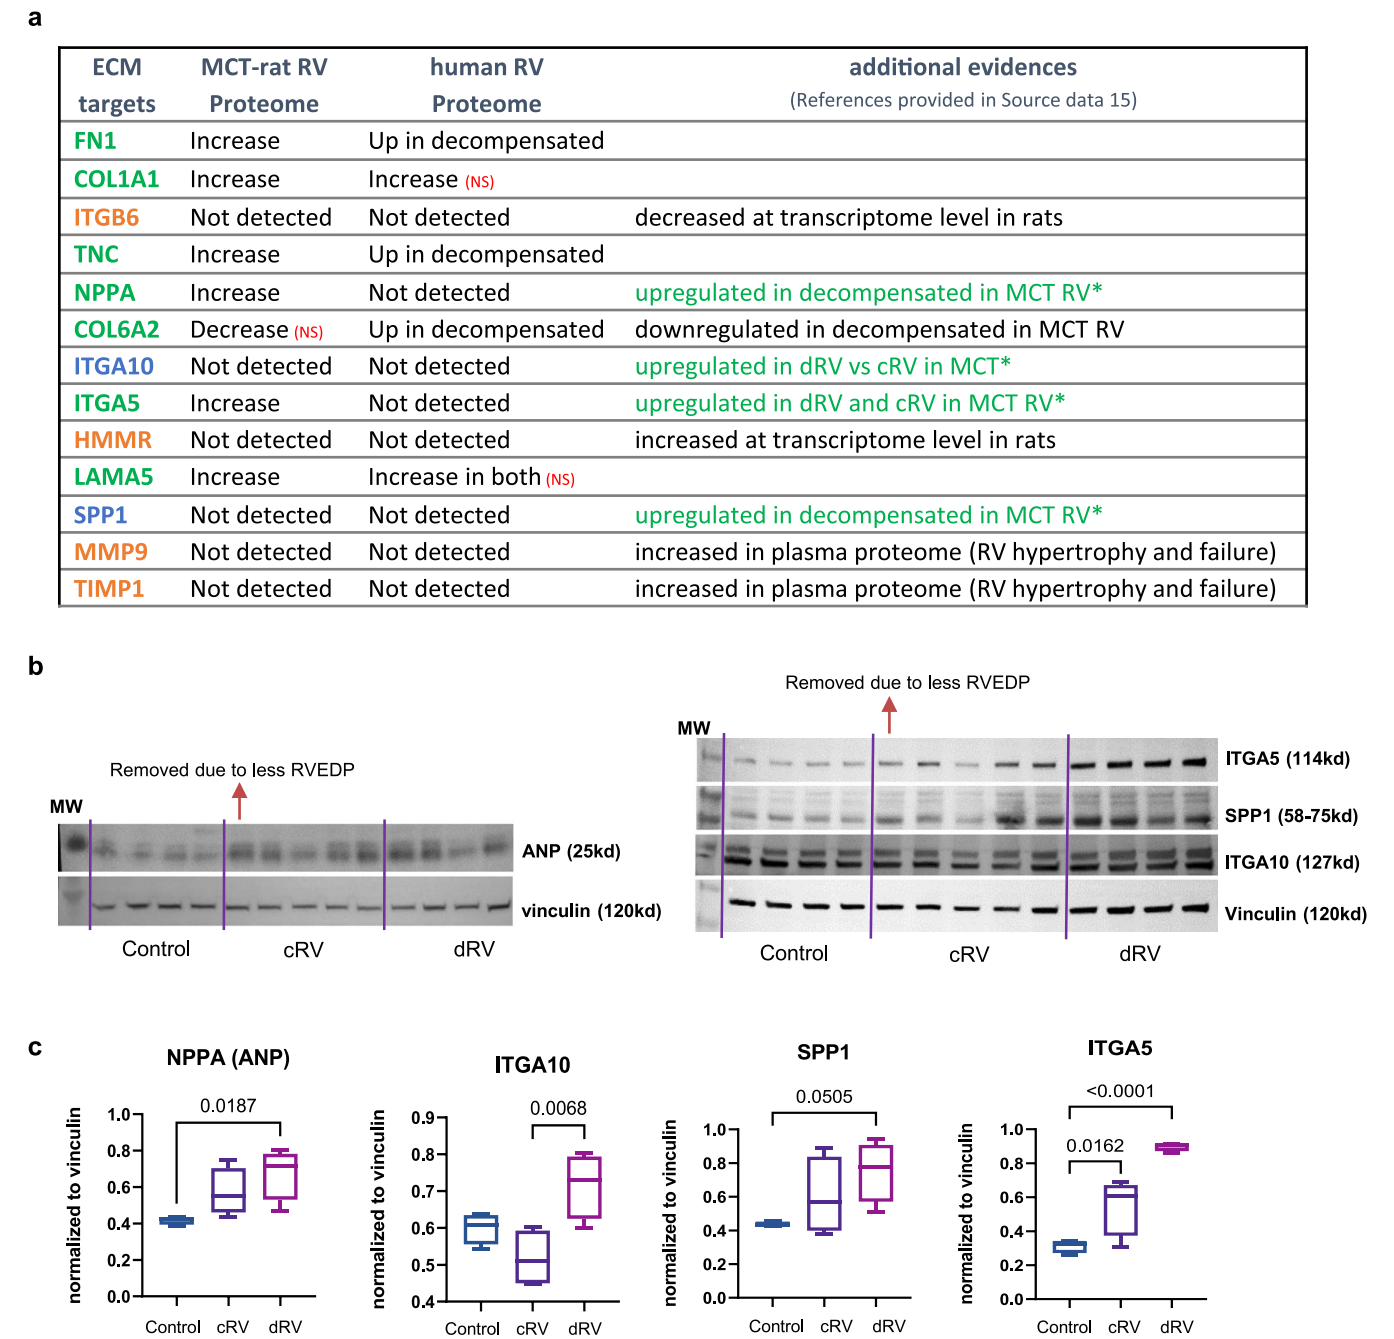 a
ECM targets MCT-rat RV Proteome human RV Proteome additional evidences
(References provided in Source data 15)
FN1 Increase Up in decompensated
COL1A1 Increase Increase (NS)
ITGB6 Not detected Not detected decreased at transcriptome level in rats
TNC Increase Up in decompensated
NPPA Increase Not detected upregulated in decompensated in MCT RV*
COL6A2 Decrease (NS) Up in decompensated downregulated in decompensated in MCT RV
ITGA10 Not detected Not detected upregulated in dRV vs cRV in MCT*
ITGA5 Increase Not detected upregulated in dRV and cRV in MCT RV*
HMMR Not detected Not detected increased at transcriptome level in rats
LAMA5 Increase Increase in both (NS)
SPP1 Not detected Not detected upregulated in decompensated in MCT RV*
MMP9 Not detected Not detected increased in plasma proteome (RV hypertrophy and failure)
TIMP1 Not detected Not detected increased in plasma proteome (RV hypertrophy and failure)
b
Removed due to less RVEDP
MW
ANP (25kd)
vinculin (120kd)
Control cRV dRV
Removed due to less RVEDP
MW
ITGA5 (114kd)
SPP1 (58-75kd)
ITGA10 (127kd)
Vinculin (120kd)
Control cRV dRV
c
NPPA (ANP)
0.0187
normalized to vinculin
1.0
0.8
0.6
0.4
0.2
0.0
Control cRV dRV
ITGA10
0.0068
normalized to vinculin
0.9
0.8
0.7
0.6
0.5
0.4
Control cRV dRV
SPP1
0.0505
normalized to vinculin
1.0
0.8
0.6
0.4
0.2
0.0
Control cRV dRV
ITGA5
<0.0001
0.0162
normalized to vinculin
1.0
0.8
0.6
0.4
0.2
0.0
Control cRV dRV